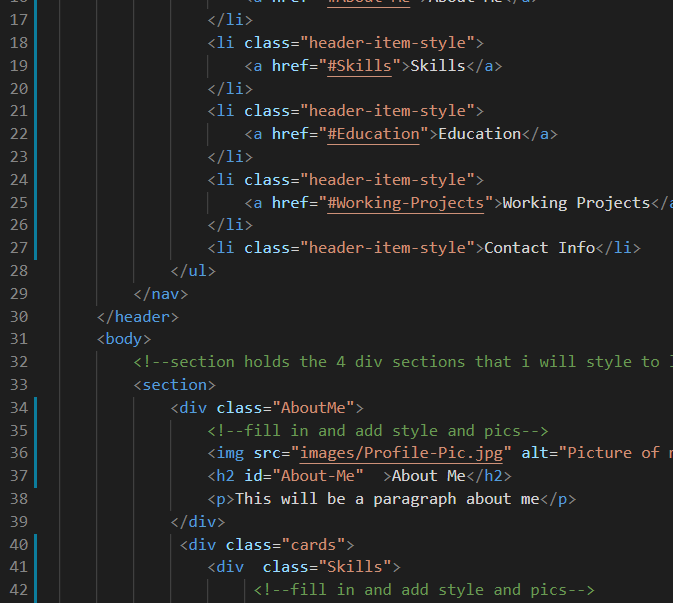 16 <a href="#About-Me">About Me</a>
17 </li>
18 <li class="header-item-style">
19 <a href="#Skills">Skills</a>
20 </li>
21 <li class="header-item-style">
22 <a href="#Education">Education</a>
23 </li>
24 <li class="header-item-style">
25 <a href="#Working-Projects">Working Projects</a
26 </li>
27 <li class="header-item-style">Contact Info</li>
28 </ul>
29 </nav>
30 </header>
31 <body>
32 <!--section holds the 4 div sections that i will style to
33 <section>
34 <div class="AboutMe">
35 <!--fill in and add style and pics-->
36 <img src="images/Profile-Pic.jpg" alt="Picture of
37 <h2 id="About-Me"  >About Me</h2>
38 <p>This will be a paragraph about me</p>
39 </div>
40 <div class="cards">
41 <div  class="Skills">
42 <!--fill in and add style and pics-->